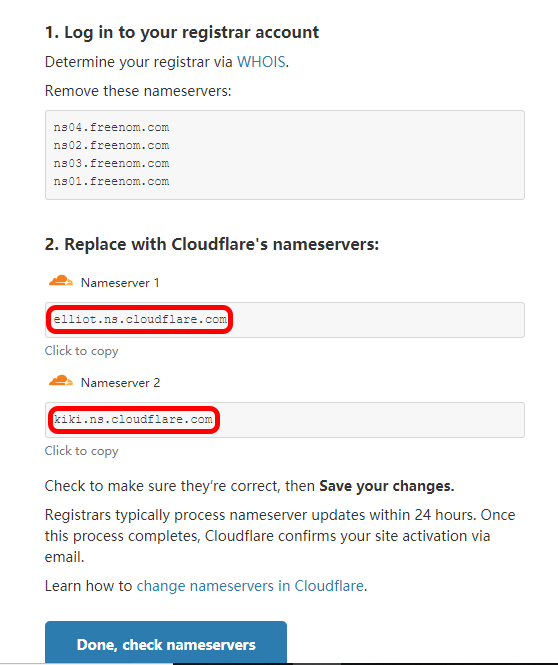 1. Log in to your registrar account
Determine your registrar via WHOIS.
Remove these nameservers:
ns04.freenom.com
ns02.freenom.com
ns03.freenom.com
ns01.freenom.com
2. Replace with Cloudflare's nameservers:
Nameserver 1
elliot.ns.cloudflare.com
Click to copy
Nameserver 2
kiki.ns.cloudflare.com
Click to copy
Check to make sure they’re correct, then Save your changes.
Registrars typically process nameserver updates within 24 hours. Once
this process completes, Cloudflare confirms your site activation via
email.
Learn how to change nameservers in Cloudflare.
Done, check nameservers